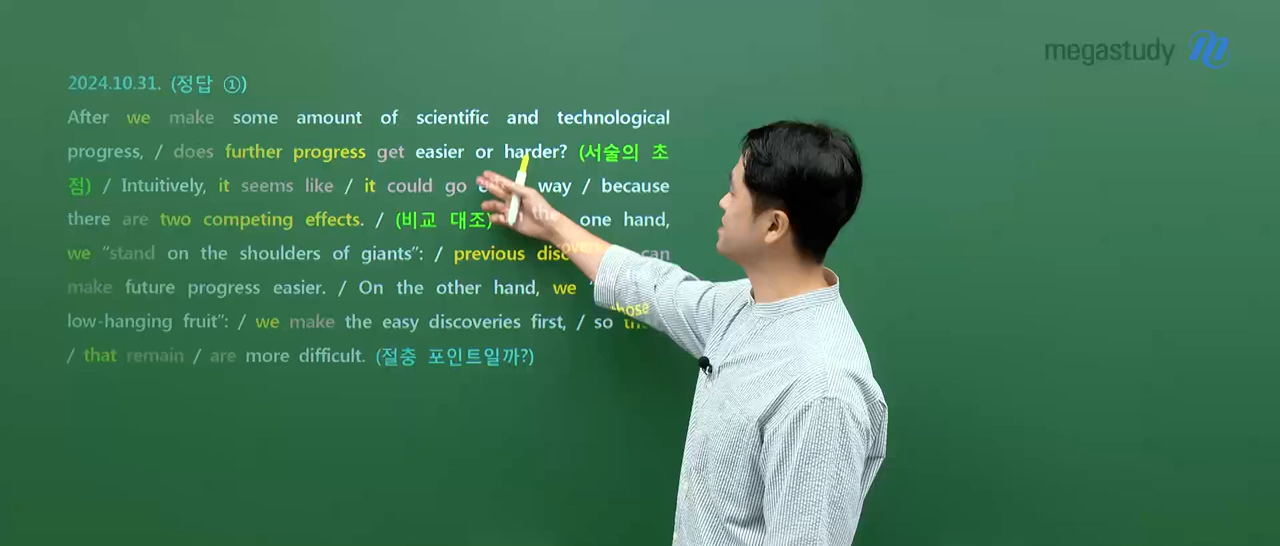 megastudy
2024.10.31. (정답 ①)
After we make some amount of scientific and technological
progress, / does further progress get easier or harder? (서술의 초
점) / Intuitively, it seems like / it could go way / because
there are two competing effects. / (비교 대조) the one hand,
we “stand on the shoulders of giants”: / previous can
make future progress easier. / On the other hand, we
low-hanging fruit”: / we make the easy discoveries first, / so those
/ that remain / are more difficult. (절충 포인트일까?)